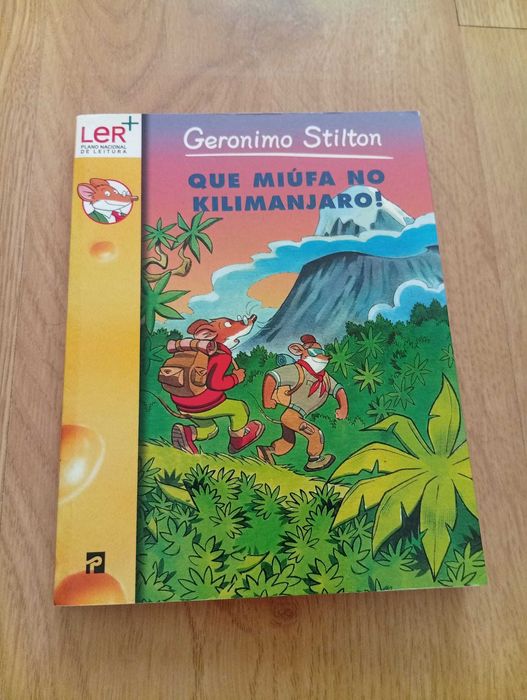 LeR+
PLANO NACIONAL
DE LEITURA
Geronimo Stilton
QUE MIÚFA NO
KILIMANJARO!
P